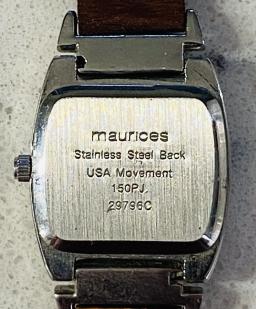 maurices
Stainless Steel Back
USA Movement
150PJ.
29796C